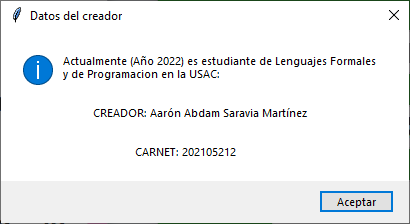 Datos del creador
Actualmente (Año 2022) es estudiante de Lenguajes Formales
y de Programacion en la USAC:
CREADOR: Aarón Abdam Saravia Martínez
CARNET: 202105212
Aceptar